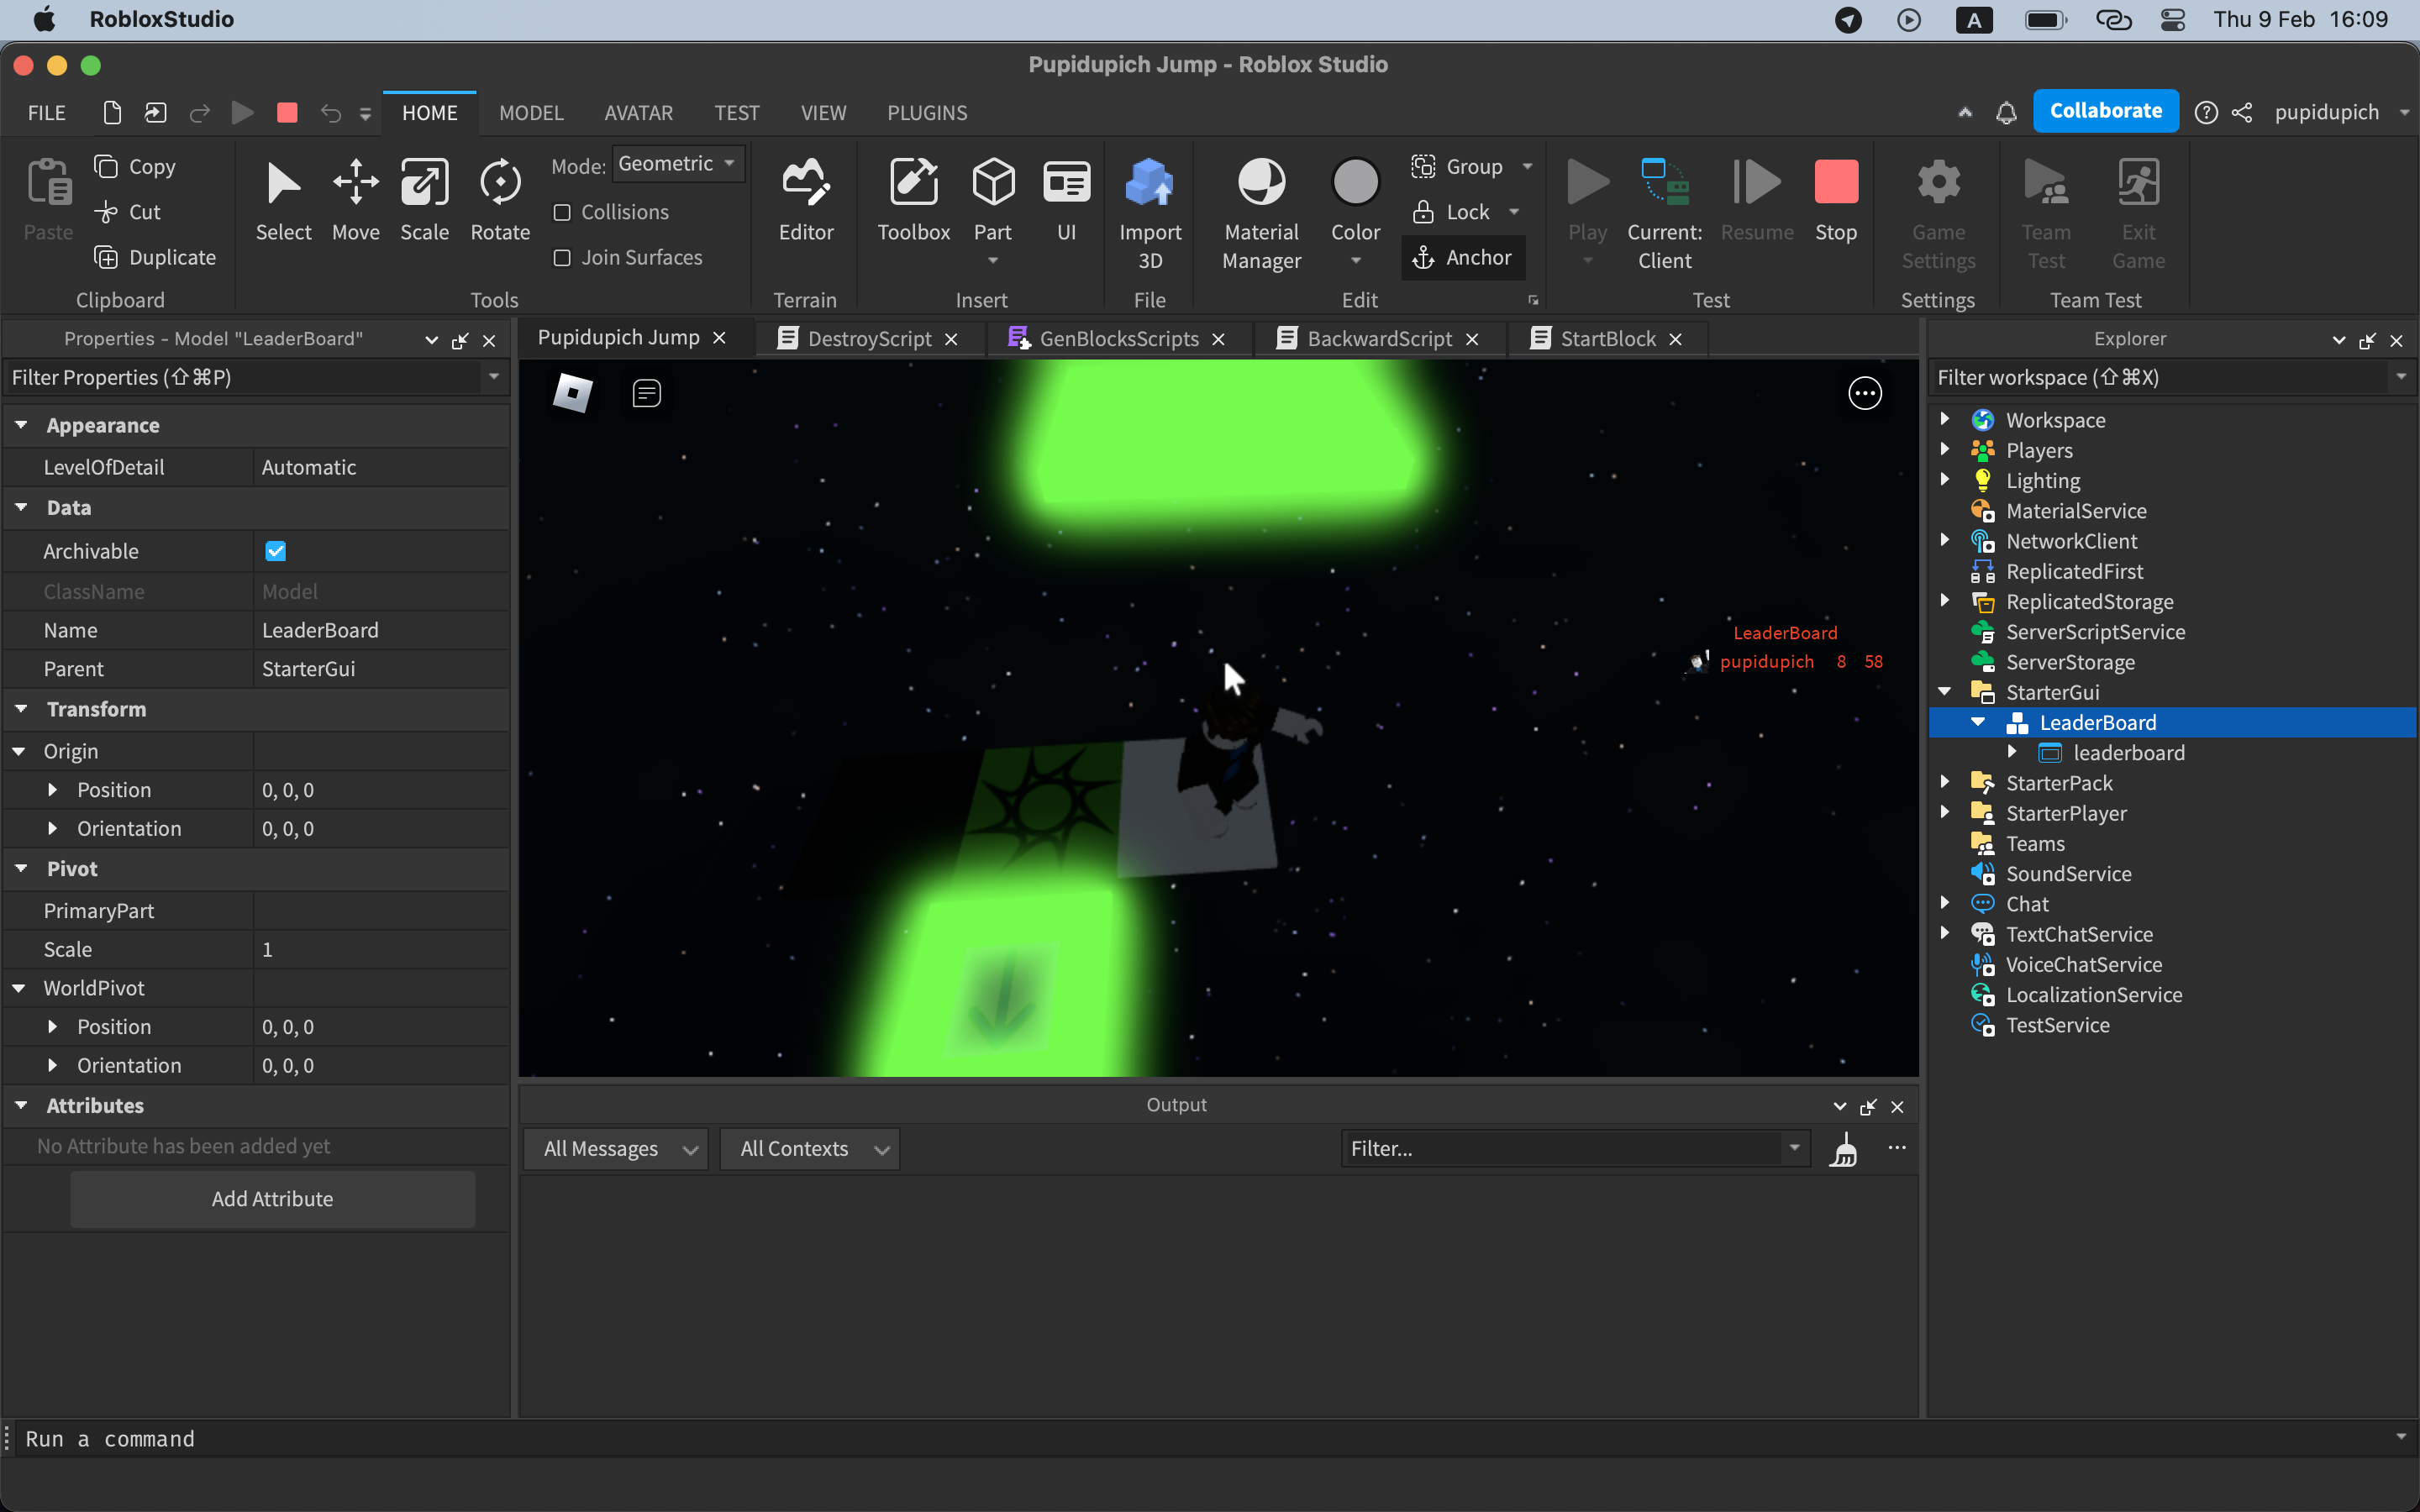 RobloxStudio
A
Thu 9 Feb 16:09
Pupidupich Jump - Roblox Studio
FILE
HOME
MODEL
AVATAR
TEST
VIEW
PLUGINS
Collaborate
pupidupich
Paste
Copy
Cut
Duplicate
Clipboard
Select
Move
Scale
Rotate
Mode: Geometric
Collisions
Join Surfaces
Tools
Editor
Terrain
Toolbox
Part
UI
Insert
Import
3D
File
Material
Manager
Color
Group
Lock
Anchor
Edit
Play
Current:
Client
Resume
Stop
Test
Game
Settings
Settings
Team
Test
Exit
Game
Team Test
Properties - Model "LeaderBoard"
Filter Properties (⇧⌘P)
Appearance
LevelOfDetail Automatic
Data
Archivable
ClassName Model
Name LeaderBoard
Parent StarterGui
Transform
Origin
Position 0, 0, 0
Orientation 0, 0, 0
Pivot
PrimaryPart
Scale 1
WorldPivot
Position 0, 0, 0
Orientation 0, 0, 0
Attributes
No Attribute has been added yet
Add Attribute
Pupidupich Jump
DestroyScript
GenBlocksScripts
BackwardScript
StartBlock
LeaderBoard
pupidupich 8 58
Output
All Messages
All Contexts
Filter...
Explorer
Filter workspace (⇧⌘X)
Workspace
Players
Lighting
MaterialService
NetworkClient
ReplicatedFirst
ReplicatedStorage
ServerScriptService
ServerStorage
StarterGui
LeaderBoard
leaderboard
StarterPack
StarterPlayer
Teams
SoundService
Chat
TextChatService
VoiceChatService
LocalizationService
TestService
Run a command